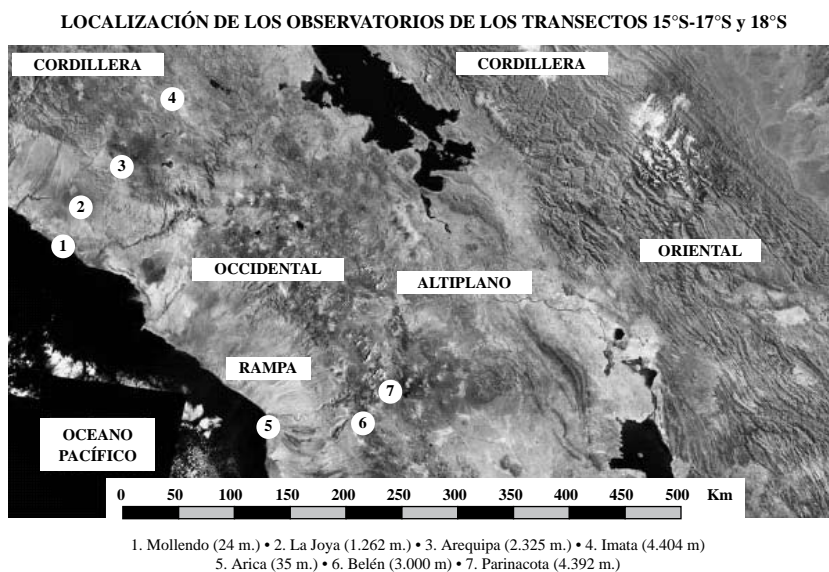 LOCALIZACIÓN DE LOS OBSERVATORIOS DE LOS TRANSECTOS 15°S-17°S y 18°S
CORDILLERA
CORDILLERA
4
3
2
1
ORIENTAL
OCCIDENTAL
ALTIPLANO
RAMPA
7
5
6
OCEANO
PACÍFICO
0 50 100 150 200 250 300 350 400 450 500 Km
1. Mollendo (24 m.) • 2. La Joya (1.262 m.) • 3. Arequipa (2.325 m.) • 4. Imata (4.404 m)
5. Arica (35 m.) • 6. Belén (3.000 m) • 7. Parinacota (4.392 m.)